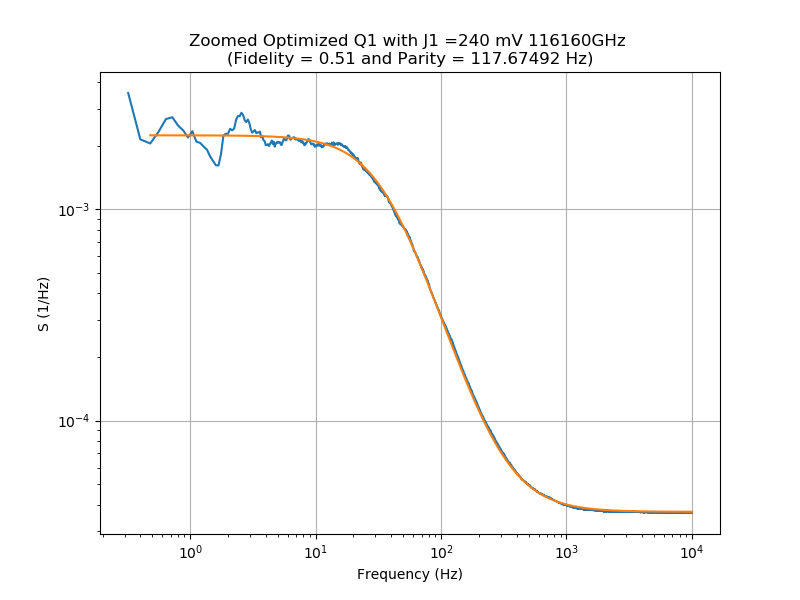 Zoomed Optimized Q1 with J1 =240 mV 116160GHz
(Fidelity = 0.51 and Parity = 117.67492 Hz)
S (1/Hz)
10⁻³
10⁻⁴
10⁰ 10¹ 10² 10³ 10⁴
Frequency (Hz)